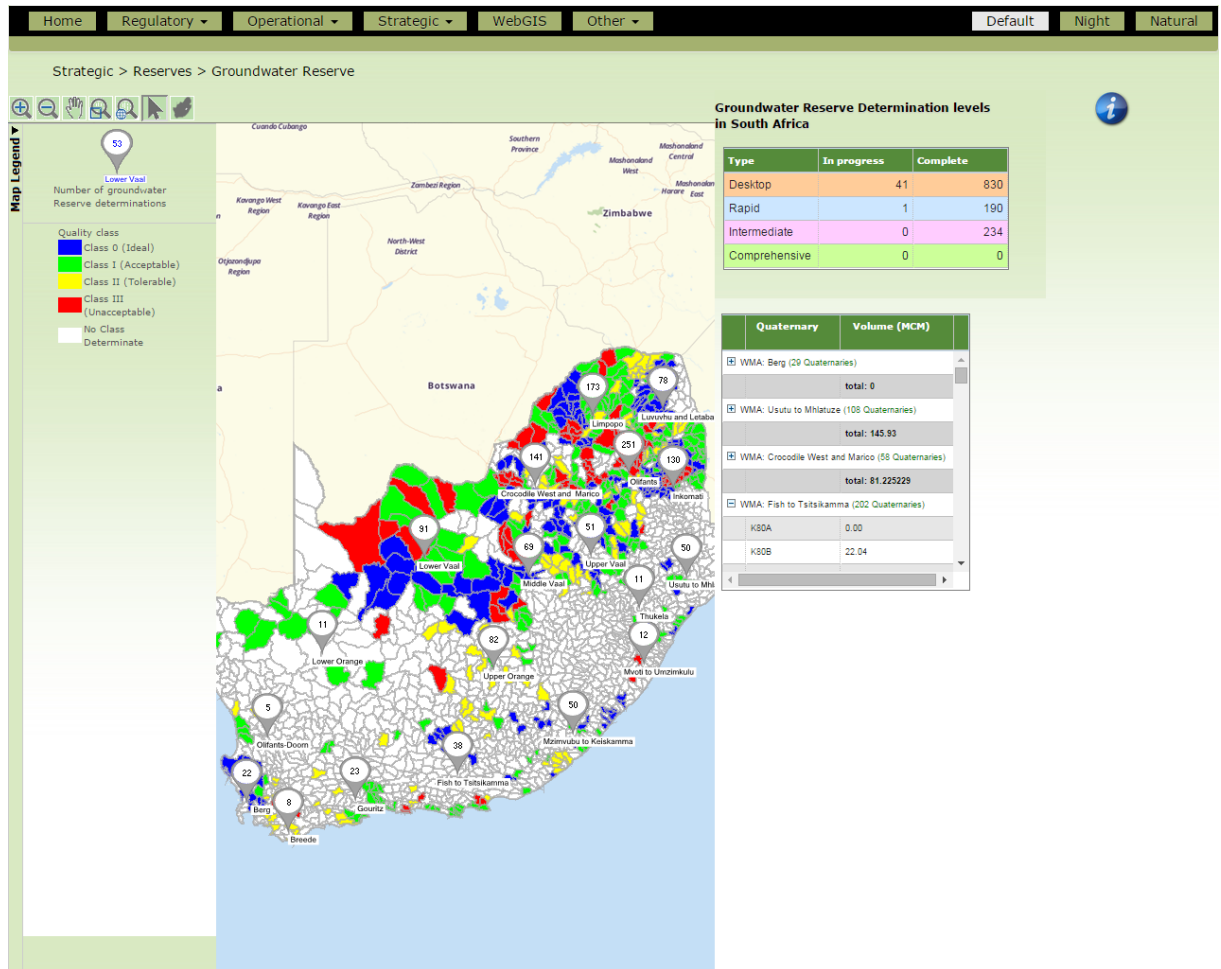 Home Regulatory Operational Strategic WebGIS Other Default Night Natural
Strategic > Reserves > Groundwater Reserve
Map Legend
53
Lower Vaal
Number of groundwater
Reserve determinations
Quality class
Class 0 (Ideal)
Class I (Acceptable)
Class II (Tolerable)
Class III
(Unacceptable)
No Class
Determinate
Cuando Cubango
Southern
Province
Mashonaland
Central
Mashonaland
West
Zambezi Region
Mashonalan
Harare East
Kavango West
Region
Kavango East
Region
n
Zimbabwe
North-West
District
Otjozondjupa
Region
a
Botswana
173
Limpopo
78
Luvuvhu and Letaba
251
Olifants
141
Crocodile West and Marico
130
Inkomati
91
Lower Vaal
69
Middle Vaal
51
Upper Vaal
50
Usutu to Mhl
11
Thukela
12
Mvoti to Umzimkulu
11
Lower Orange
82
Upper Orange
5
Olifants-Doorn
50
Mzimvubu to Keiskamma
38
Fish to Tsitsikamma
22
Berg
23
Gouritz
8
Breede
Groundwater Reserve Determination levels
in South Africa
Type In progress Complete
Desktop 41 830
Rapid 1 190
Intermediate 0 234
Comprehensive 0 0
i
Quaternary Volume (MCM)
WMA: Berg (29 Quaternaries)
total: 0
WMA: Usutu to Mhlatuze (108 Quaternaries)
total: 145.93
WMA: Crocodile West and Marico (58 Quaternaries)
total: 81.225229
WMA: Fish to Tsitsikamma (202 Quaternaries)
K80A 0.00
K80B 22.04